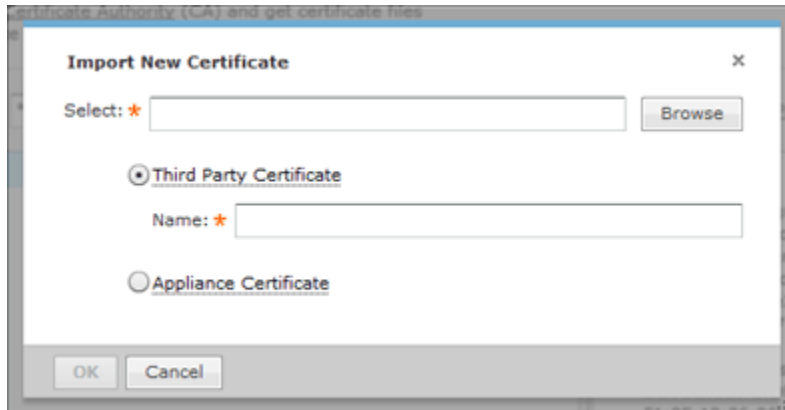 Certificate Authority (CA) and get certificate files
Import New Certificate ×
Select: * Browse
Third Party Certificate
Name: *
Appliance Certificate
OK Cancel